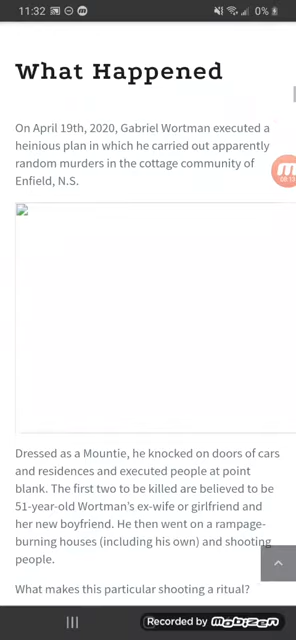 11:32 0%
What Happened
On April 19th, 2020, Gabriel Wortman executed a
heinious plan in which he carried out apparently
random murders in the cottage community of
Enfield, N.S.
Dressed as a Mountie, he knocked on doors of cars
and residences and executed people at point
blank. The first two to be killed are believed to be
51-year-old Wortman's ex-wife or girlfriend and
her new boyfriend. He then went on a rampage-
burning houses (including his own) and shooting
people.
What makes this particular shooting a ritual?
Recorded by mobizen